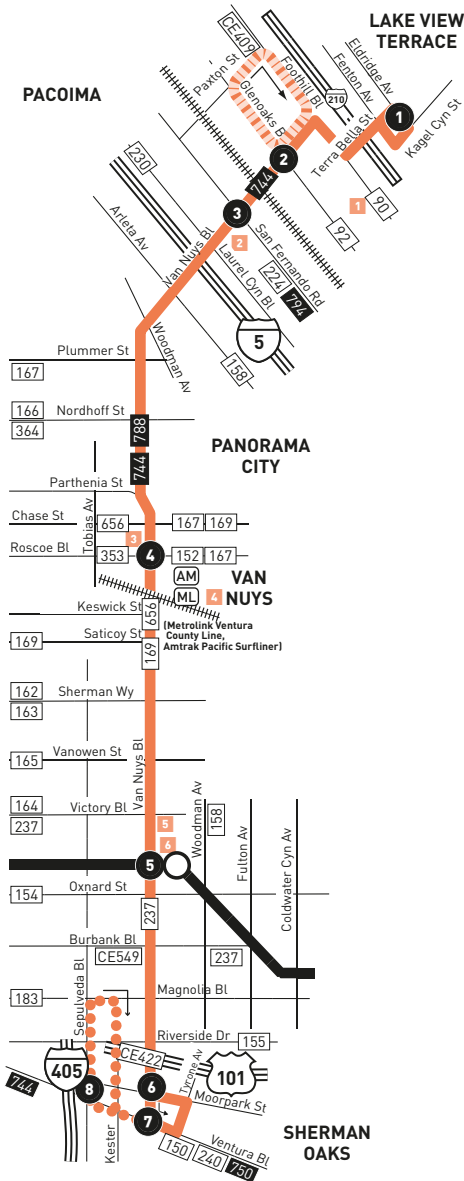 LAKE VIEW
TERRACE
CE409
Paxton St
Foothill Bl
Eldridge Av
Fenton Av
PACOIMA
210
Glenoaks Bl
1
Terra Bella St
Kagel Cyn St
2
744
230
3
1
90
92
2
Arleta Av
Van Nuys Bl
San Fernando Rd
Laurel Cyn Bl
224
794
5
Woodman Av
158
Plummer St
167
166
Nordhoff St
364
788
744
PANORAMA
CITY
Parthenia St
Tobias Av
Chase St
656
167
169
3
Roscoe Bl
353
4
152
167
AM
ML
4
VAN
NUYS
Keswick St
656
(Metrolink Ventura
County Line,
Amtrak Pacific Surfliner)
169
Saticoy St
169
162
Sherman Wy
163
Vanowen St
165
Van Nuys Bl
164
Victory Bl
237
5
6
Woodman Av
158
Fulton Av
Coldwater Cyn Av
5
154
Oxnard St
237
Burbank Bl
CE549
237
Sepulveda Bl
183
Magnolia Bl
Riverside Dr
155
405
CE422
Tyrone Av
101
744
8
6
Moorpark St
7
Kester
Ventura Bl
150
240
750
SHERMAN
OAKS